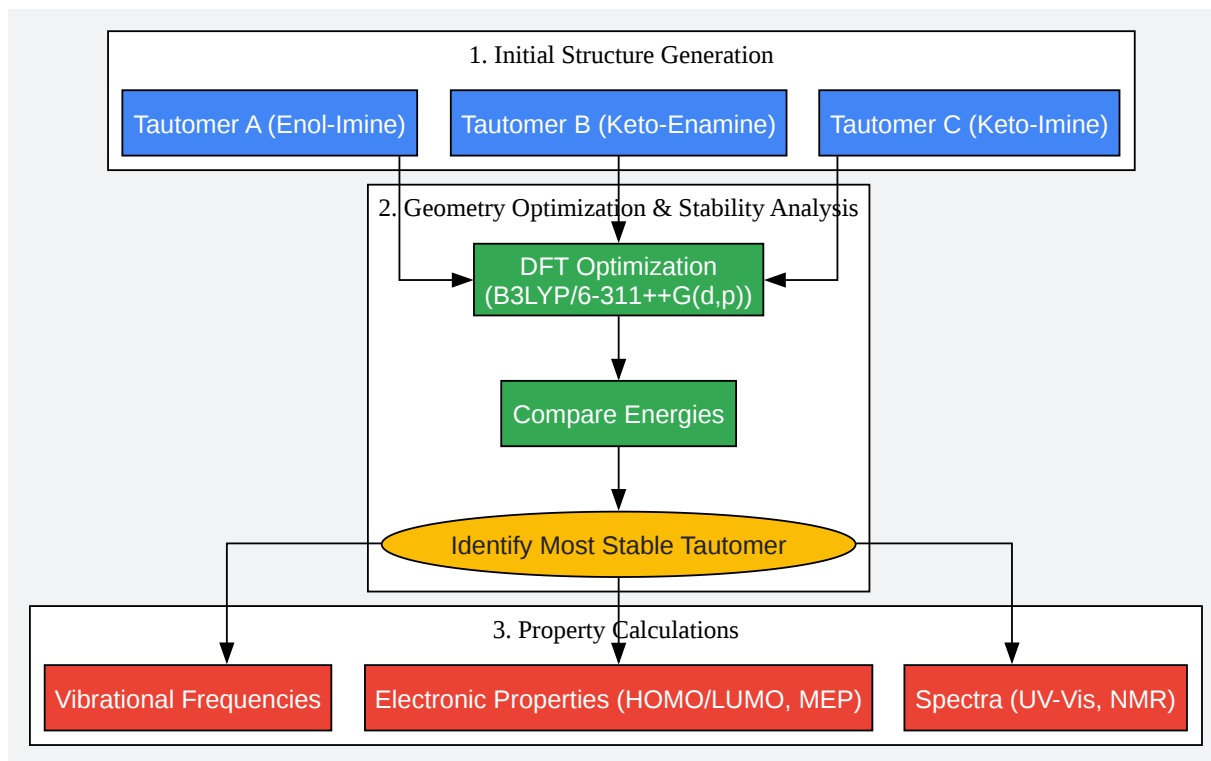 1. Initial Structure Generation
Tautomer A (Enol-Imine)
Tautomer B (Keto-Enamine)
Tautomer C (Keto-Imine)
2. Geometry Optimization & Stability Analysis
DFT Optimization
(B3LYP/6-311++G(d,p))
Compare Energies
Identify Most Stable Tautomer
3. Property Calculations
Vibrational Frequencies
Electronic Properties (HOMO/LUMO, MEP)
Spectra (UV-Vis, NMR)